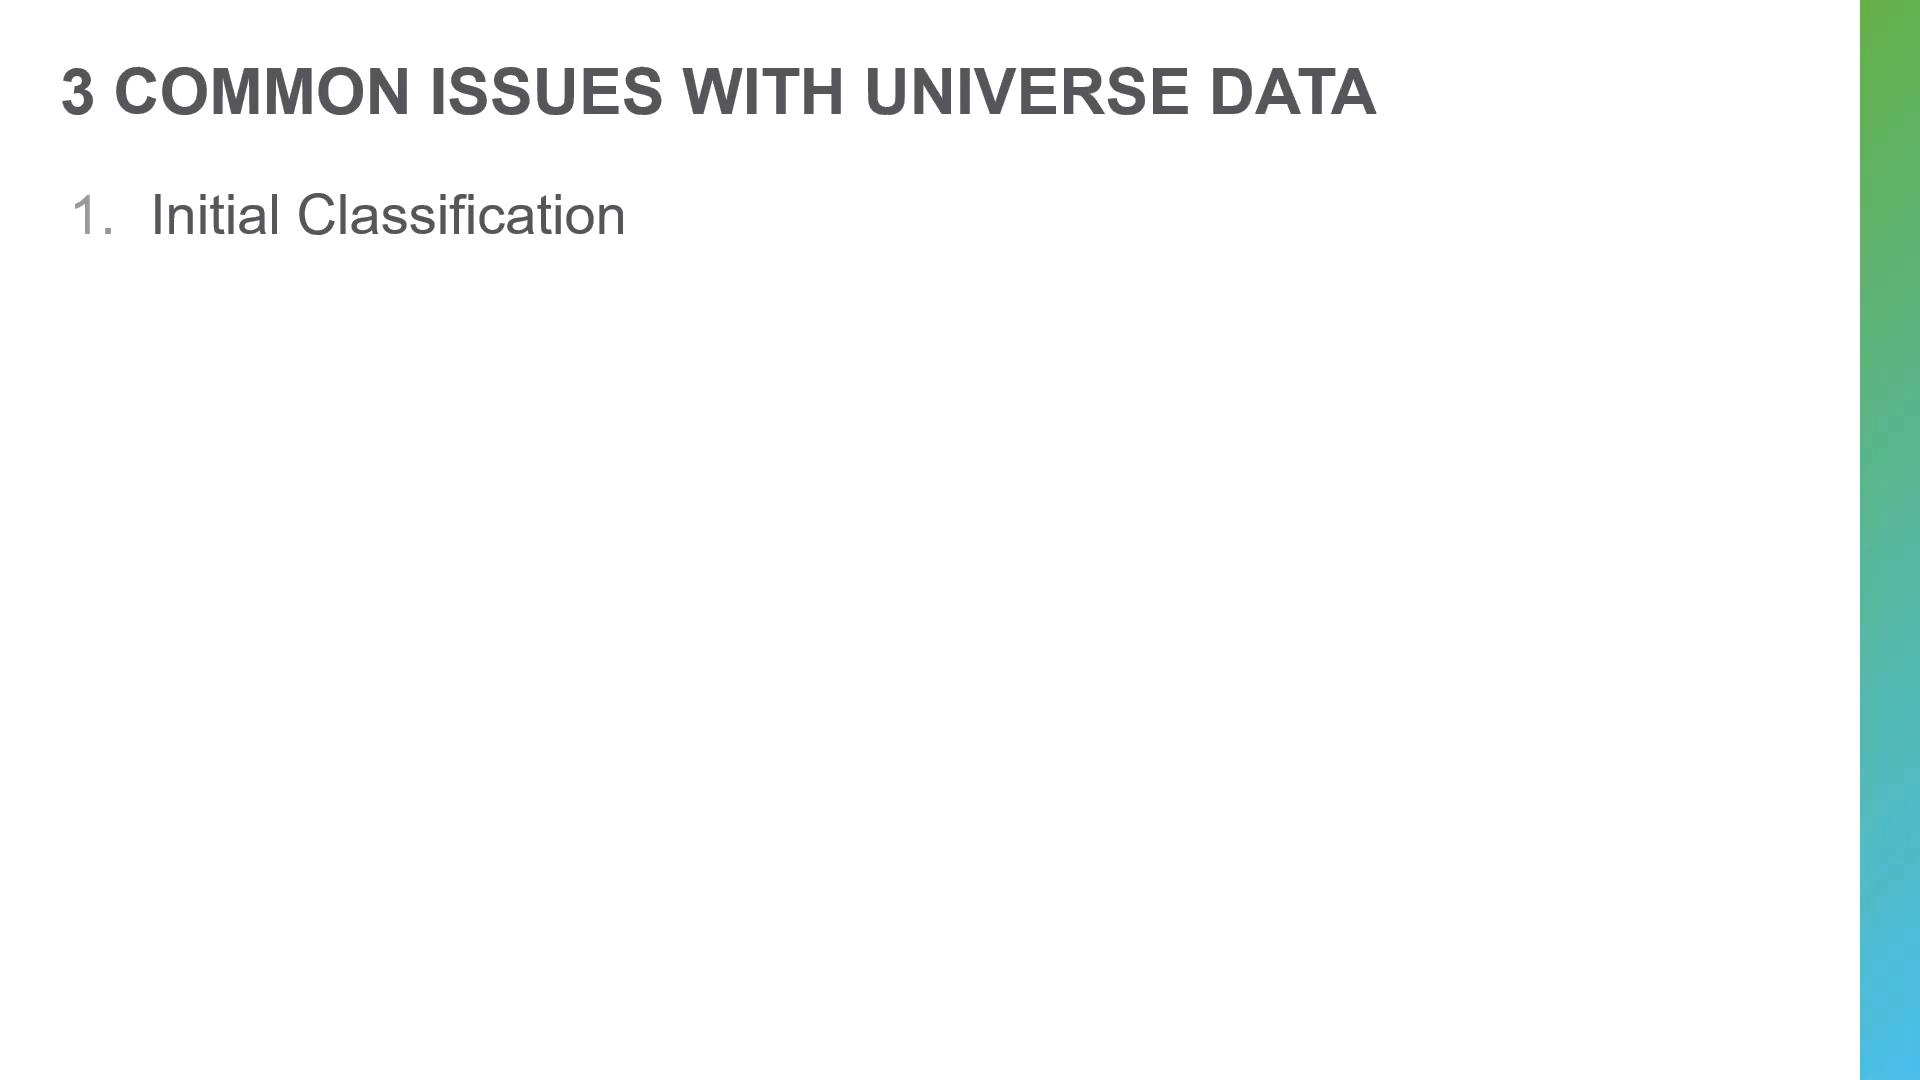 3 COMMON ISSUES WITH UNIVERSE DATA
1. Initial Classification